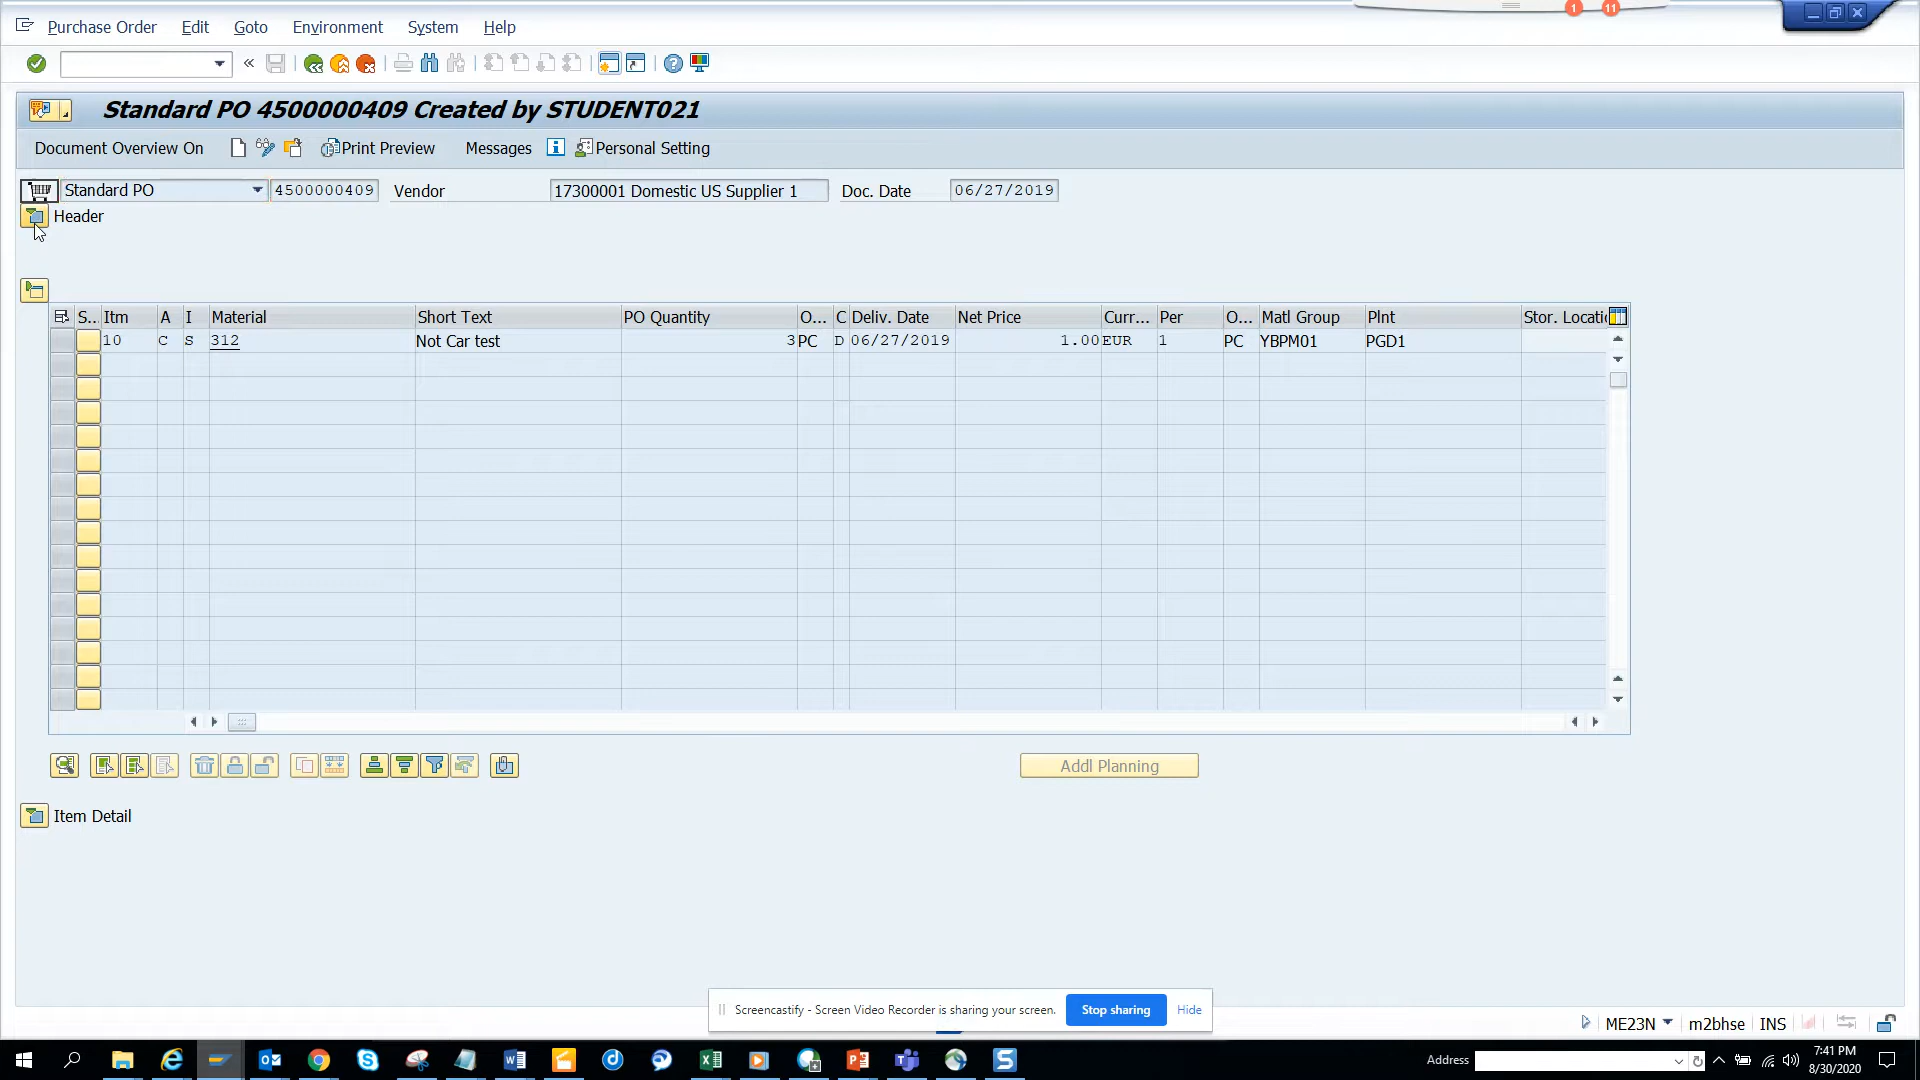 1 11
Purchase Order Edit Goto Environment System Help
Standard PO 4500000409 Created by STUDENT021
Document Overview On Print Preview Messages Personal Setting
Standard PO 4500000409 Vendor 17300001 Domestic US Supplier 1 Doc. Date 06/27/2019
Header
S... Itm A I Material Short Text PO Quantity O... C Deliv. Date Net Price Curr... Per O... Matl Group Plnt Stor. Locatio
10 C S 312 Not Car test 3 PC D 06/27/2019 1.00 EUR 1 PC YBPM01 PGD1
Addl Planning
Item Detail
Screencastify - Screen Video Recorder is sharing your screen. Stop sharing Hide
ME23N m2bhse INS
Address 7:41 PM
8/30/2020